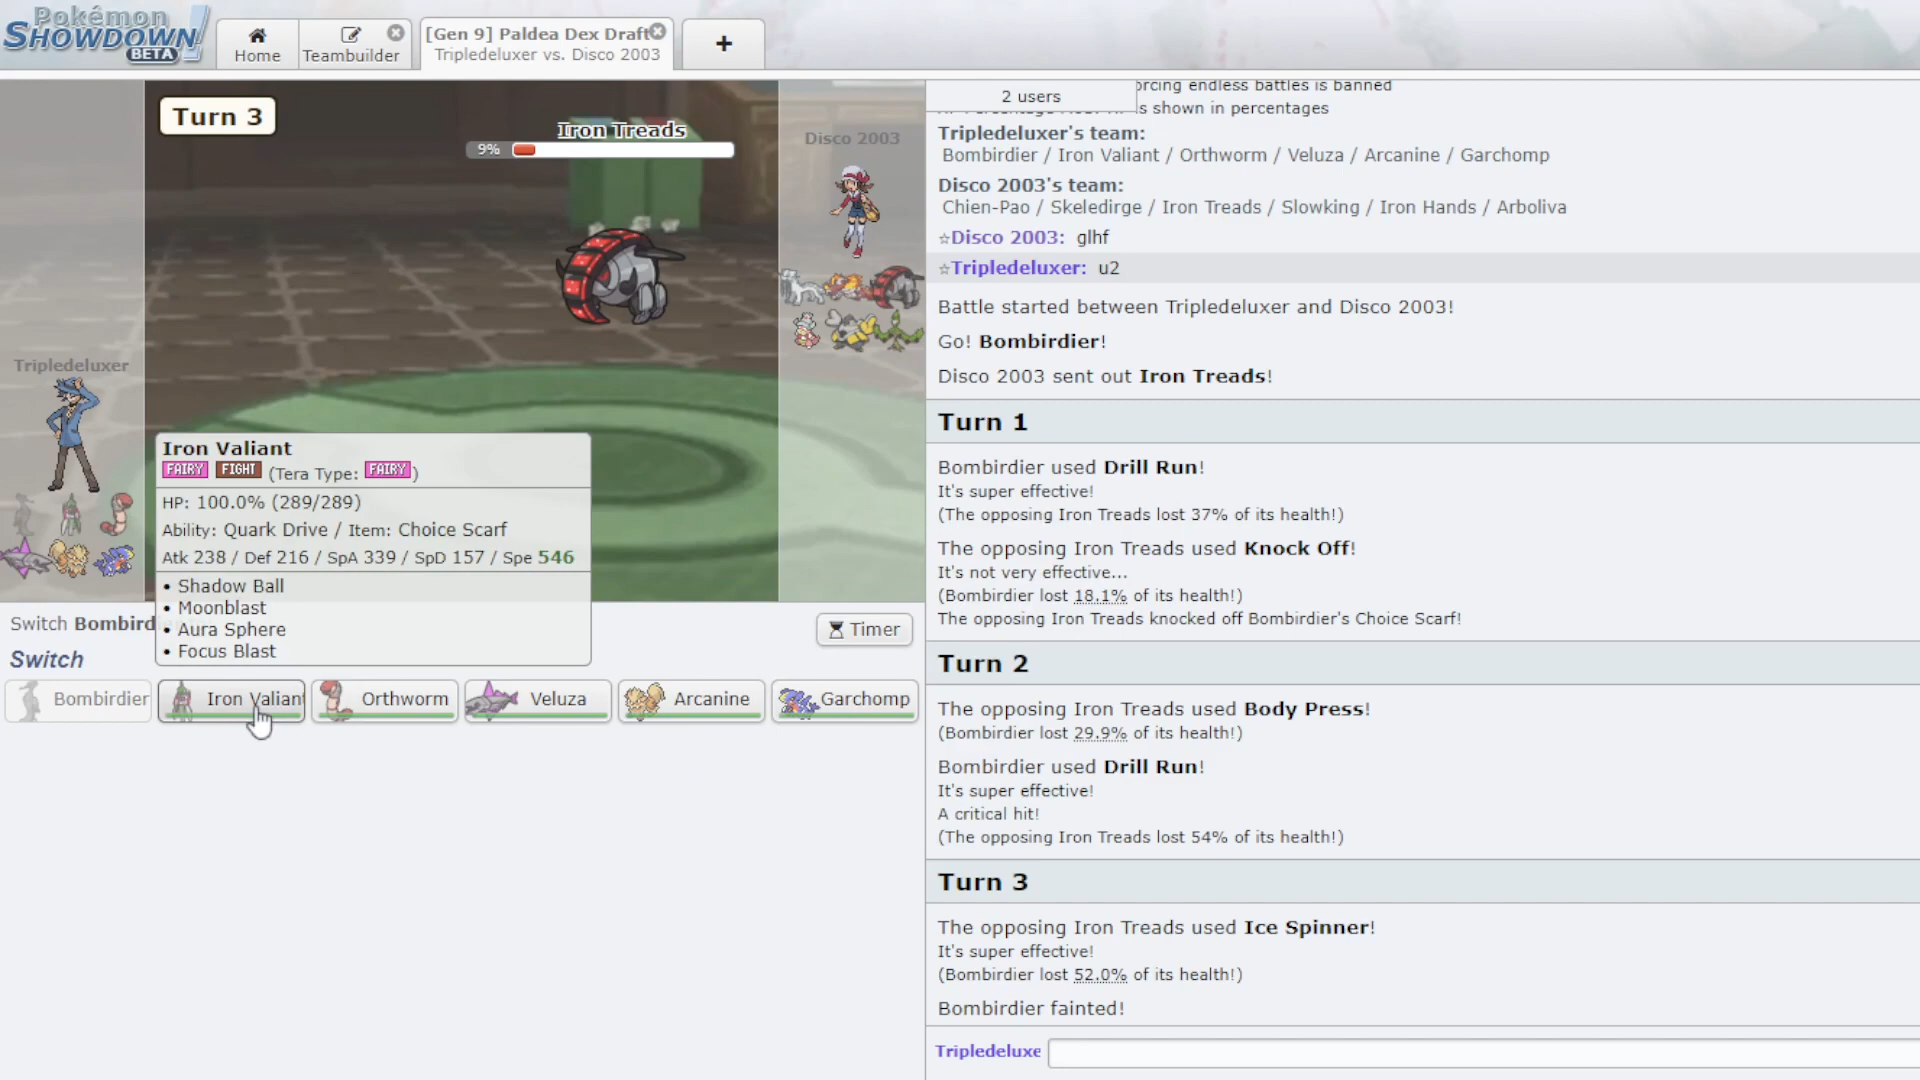 Pokémon
SHOWDOWN!
BETA
Home
Teambuilder
[Gen 9] Paldea Dex Draft
Tripledeluxer vs. Disco 2003
+
Turn 3
Iron Treads
9%
Disco 2003
Tripledeluxer
Iron Valiant
FAIRY FIGHT (Tera Type: FAIRY)
HP: 100.0% (289/289)
Ability: Quark Drive / Item: Choice Scarf
Atk 238 / Def 216 / SpA 339 / SpD 157 / Spe 546
• Shadow Ball
• Moonblast
• Aura Sphere
• Focus Blast
Switch Bombird
Timer
Switch
Bombirdier
Iron Valiant
Orthworm
Veluza
Arcanine
Garchomp
2 users
orcing endless battles is banned
is shown in percentages
Tripledeluxer's team:
Bombirdier / Iron Valiant / Orthworm / Veluza / Arcanine / Garchomp
Disco 2003's team:
Chien-Pao / Skeledirge / Iron Treads / Slowking / Iron Hands / Arboliva
☆Disco 2003: glhf
☆Tripledeluxer: u2
Battle started between Tripledeluxer and Disco 2003!
Go! Bombirdier!
Disco 2003 sent out Iron Treads!
Turn 1
Bombirdier used Drill Run!
It's super effective!
(The opposing Iron Treads lost 37% of its health!)
The opposing Iron Treads used Knock Off!
It's not very effective...
(Bombirdier lost 18.1% of its health!)
The opposing Iron Treads knocked off Bombirdier's Choice Scarf!
Turn 2
The opposing Iron Treads used Body Press!
(Bombirdier lost 29.9% of its health!)
Bombirdier used Drill Run!
It's super effective!
A critical hit!
(The opposing Iron Treads lost 54% of its health!)
Turn 3
The opposing Iron Treads used Ice Spinner!
It's super effective!
(Bombirdier lost 52.0% of its health!)
Bombirdier fainted!
Tripledeluxe